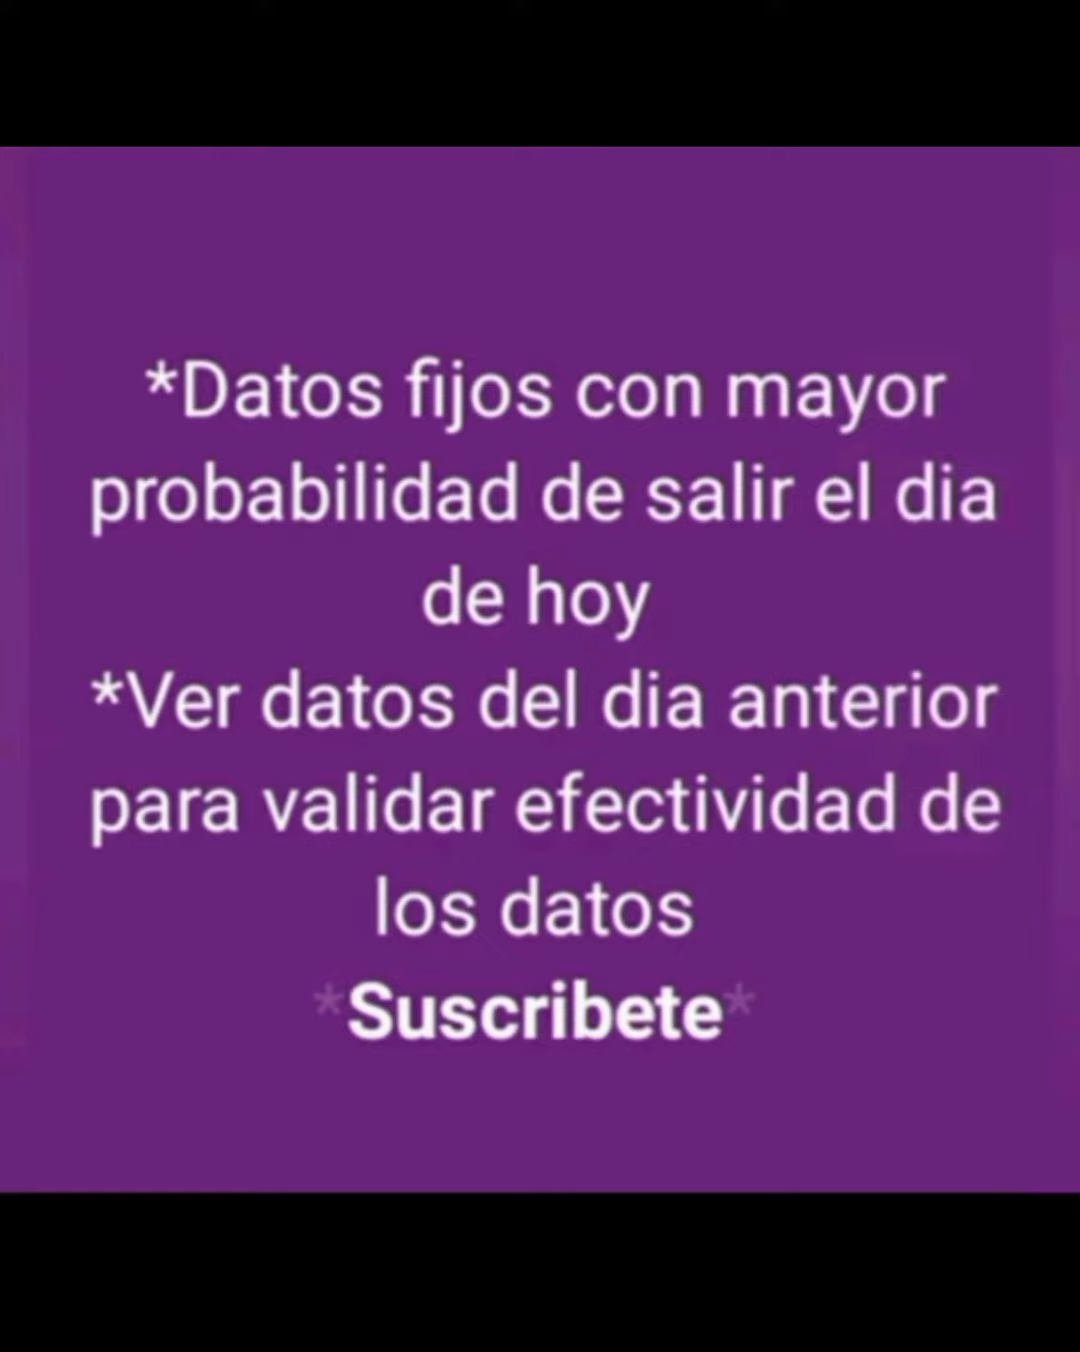 *Datos fijos con mayor
probabilidad de salir el dia
de hoy
*Ver datos del dia anterior
para validar efectividad de
los datos
*Suscribete*